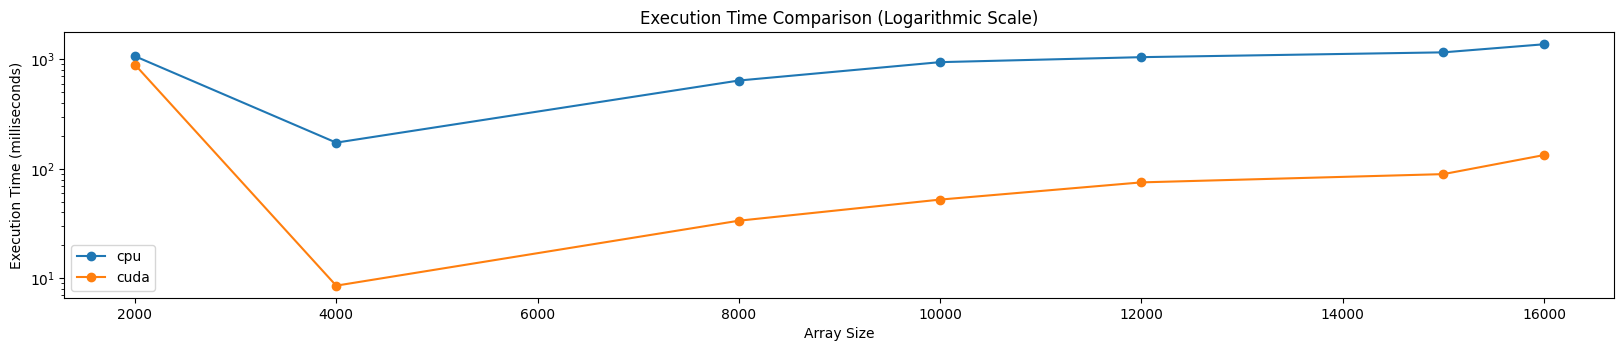 Execution Time Comparison (Logarithmic Scale)
Execution Time (milliseconds)
10³
10²
10¹
cpu
cuda
2000 4000 6000 8000 10000 12000 14000 16000
Array Size